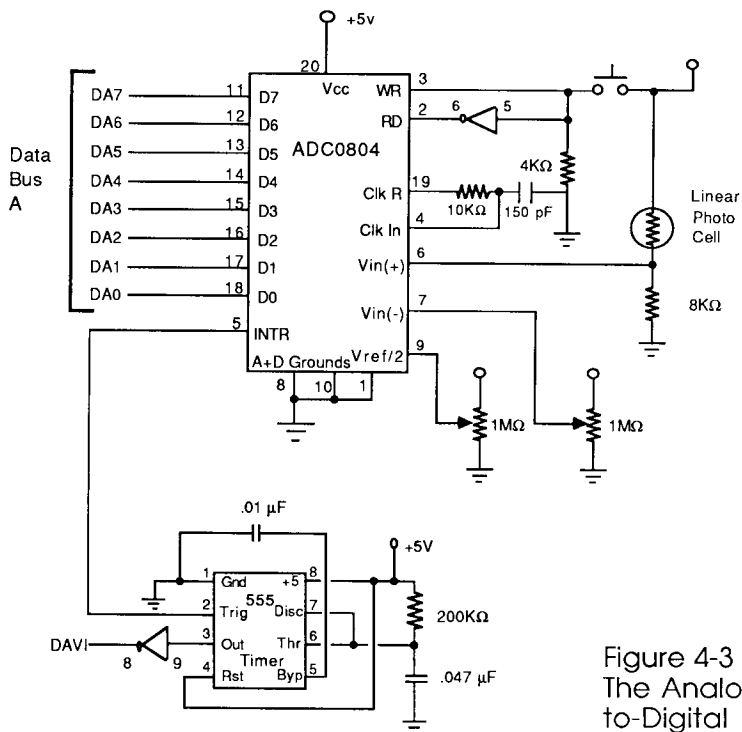 +5v
20
Vcc
ADC0804
Data
Bus
A
DA7
11
D7
DA6
12
D6
DA5
13
D5
DA4
14
D4
DA3
15
D3
DA2
16
D2
DA1
17
D1
DA0
18
D0
5
INTR
A+D Grounds
8
10
1
3
WR
2
RD
6
5
4KΩ
19
Clk R
10KΩ
150 pF
4
Clk In
6
Vin(+)
7
Vin(-)
9
Vref/2
Linear
Photo
Cell
8KΩ
1MΩ
1MΩ
.01 µF
+5V
1
Gnd
+5
8
555
2
Trig
Disc
7
200KΩ
DAVI
8
9
3
Out
Thr
6
Timer
4
Rst
Byp
5
.047 µF
Figure 4-3
The Analo
to-Digital